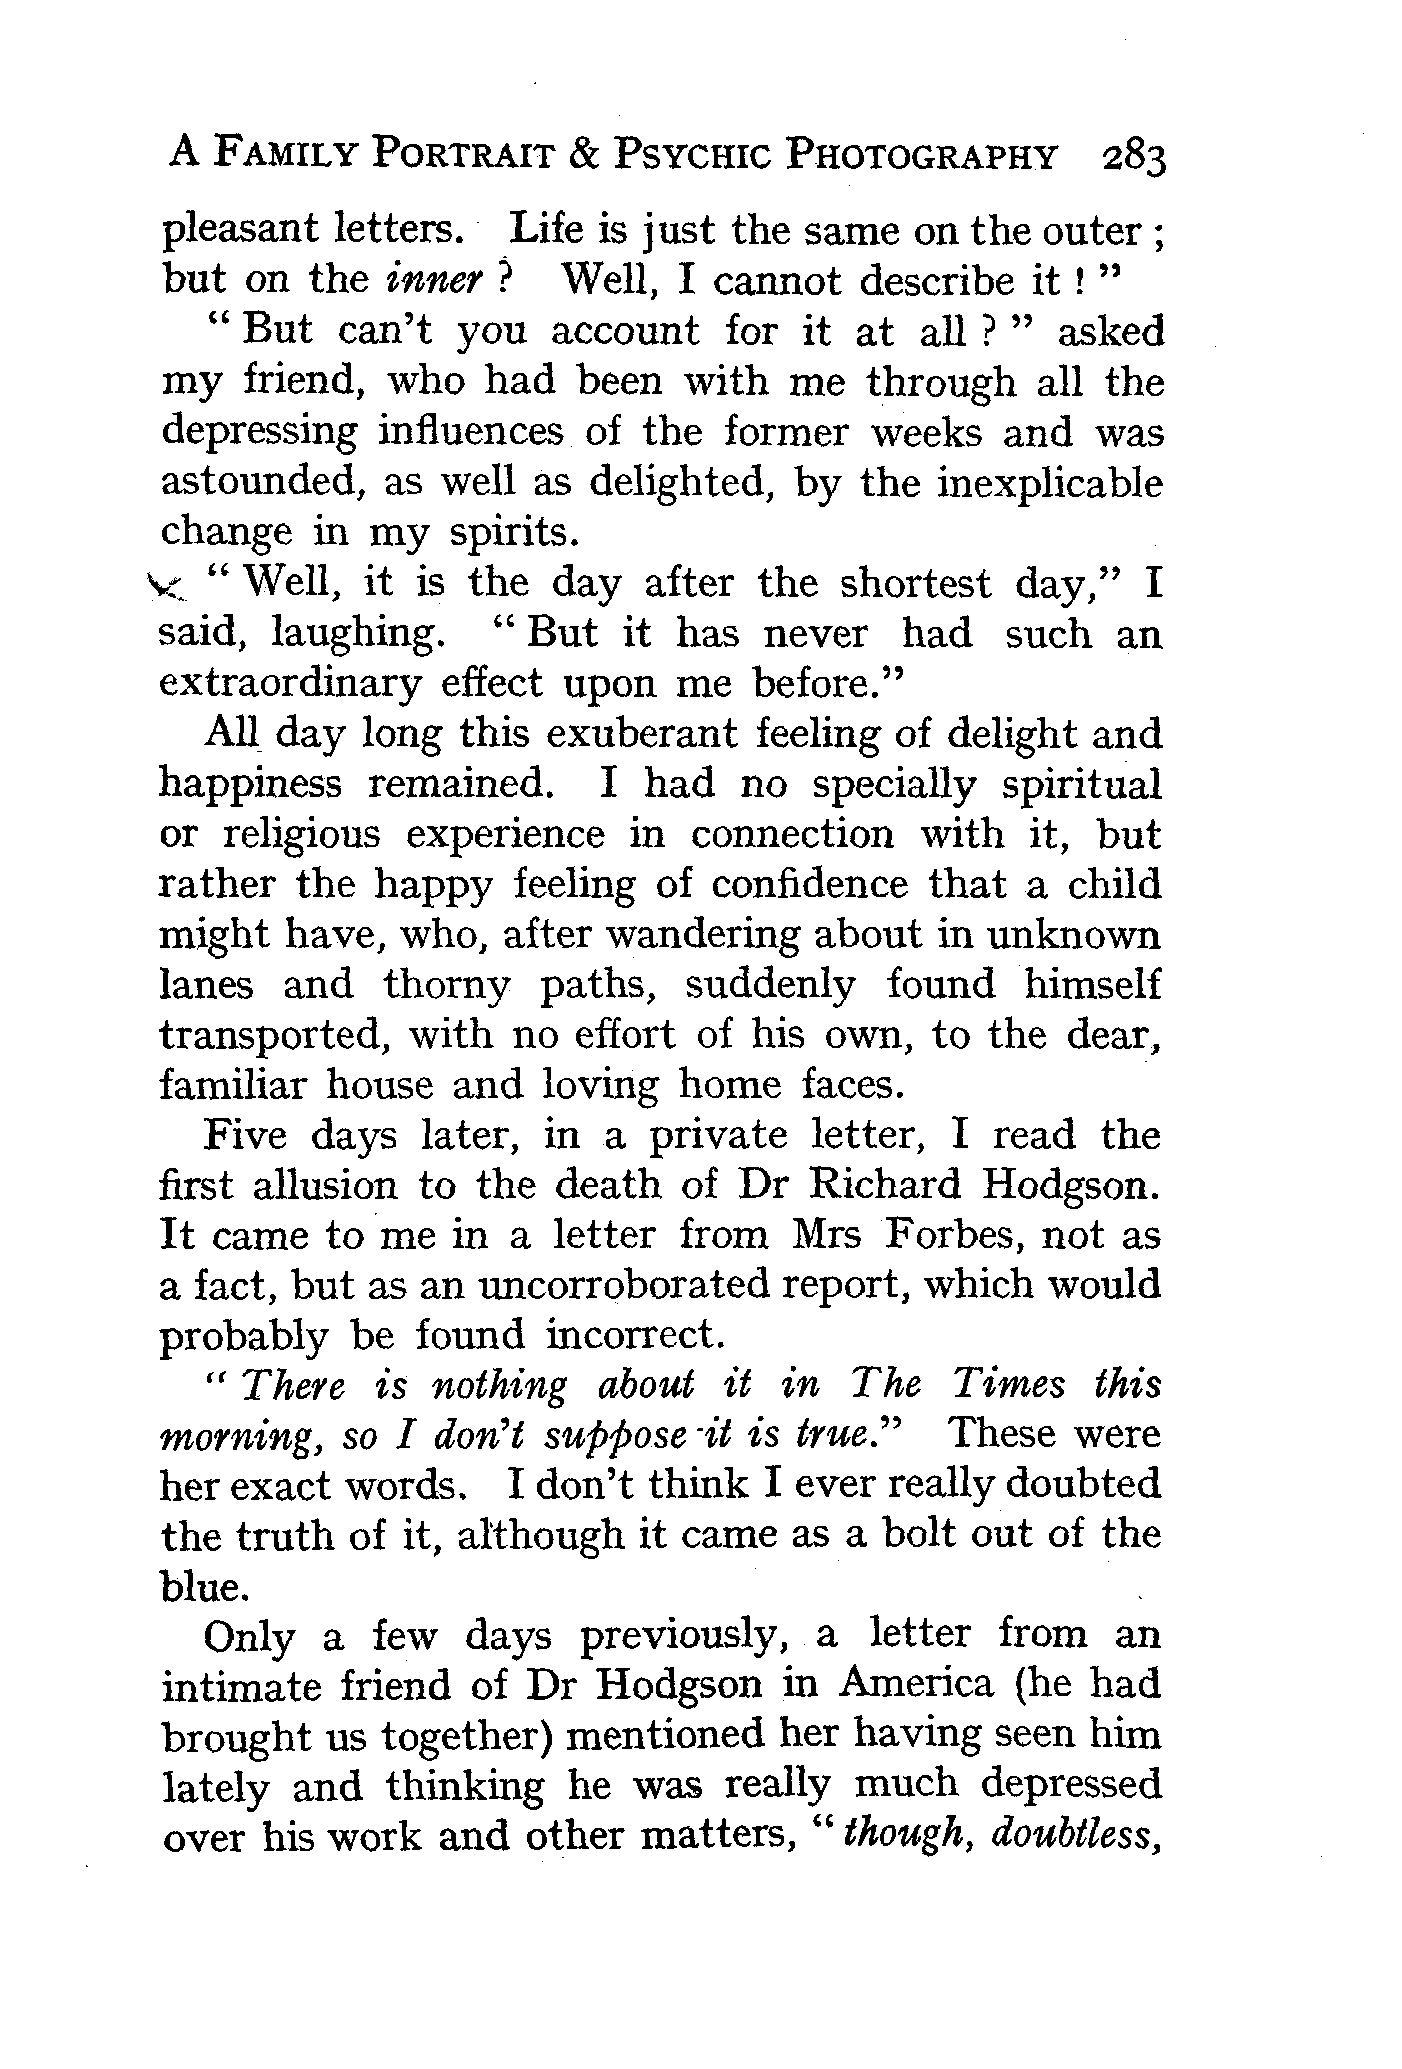 A FAMILY PORTRAIT & PSYCHIC PHOTOGRAPHY 283
pleasant letters. Life is just the same on the outer ;
but on the inner ? Well, I cannot describe it ! "
" But can't you account for it at all ? " asked
my friend, who had been with me through all the
depressing influences of the former weeks and was
astounded, as well as delighted, by the inexplicable
change in my spirits.
" Well, it is the day after the shortest day," I
said, laughing. " But it has never had such an
extraordinary effect upon me before."
All day long this exuberant feeling of delight and
happiness remained. I had no specially spiritual
or religious experience in connection with it, but
rather the happy feeling of confidence that a child
might have, who, after wandering about in unknown
lanes and thorny paths, suddenly found himself
transported, with no effort of his own, to the dear,
familiar house and loving home faces.
Five days later, in a private letter, I read the
first allusion to the death of Dr Richard Hodgson.
It came to me in a letter from Mrs Forbes, not as
a fact, but as an uncorroborated report, which would
probably be found incorrect.
" There is nothing about it in The Times this
morning, so I don't suppose it is true." These were
her exact words. I don't think I ever really doubted
the truth of it, although it came as a bolt out of the
blue.
Only a few days previously, a letter from an
intimate friend of Dr Hodgson in America (he had
brought us together) mentioned her having seen him
lately and thinking he was really much depressed
over his work and other matters, " though, doubtless,